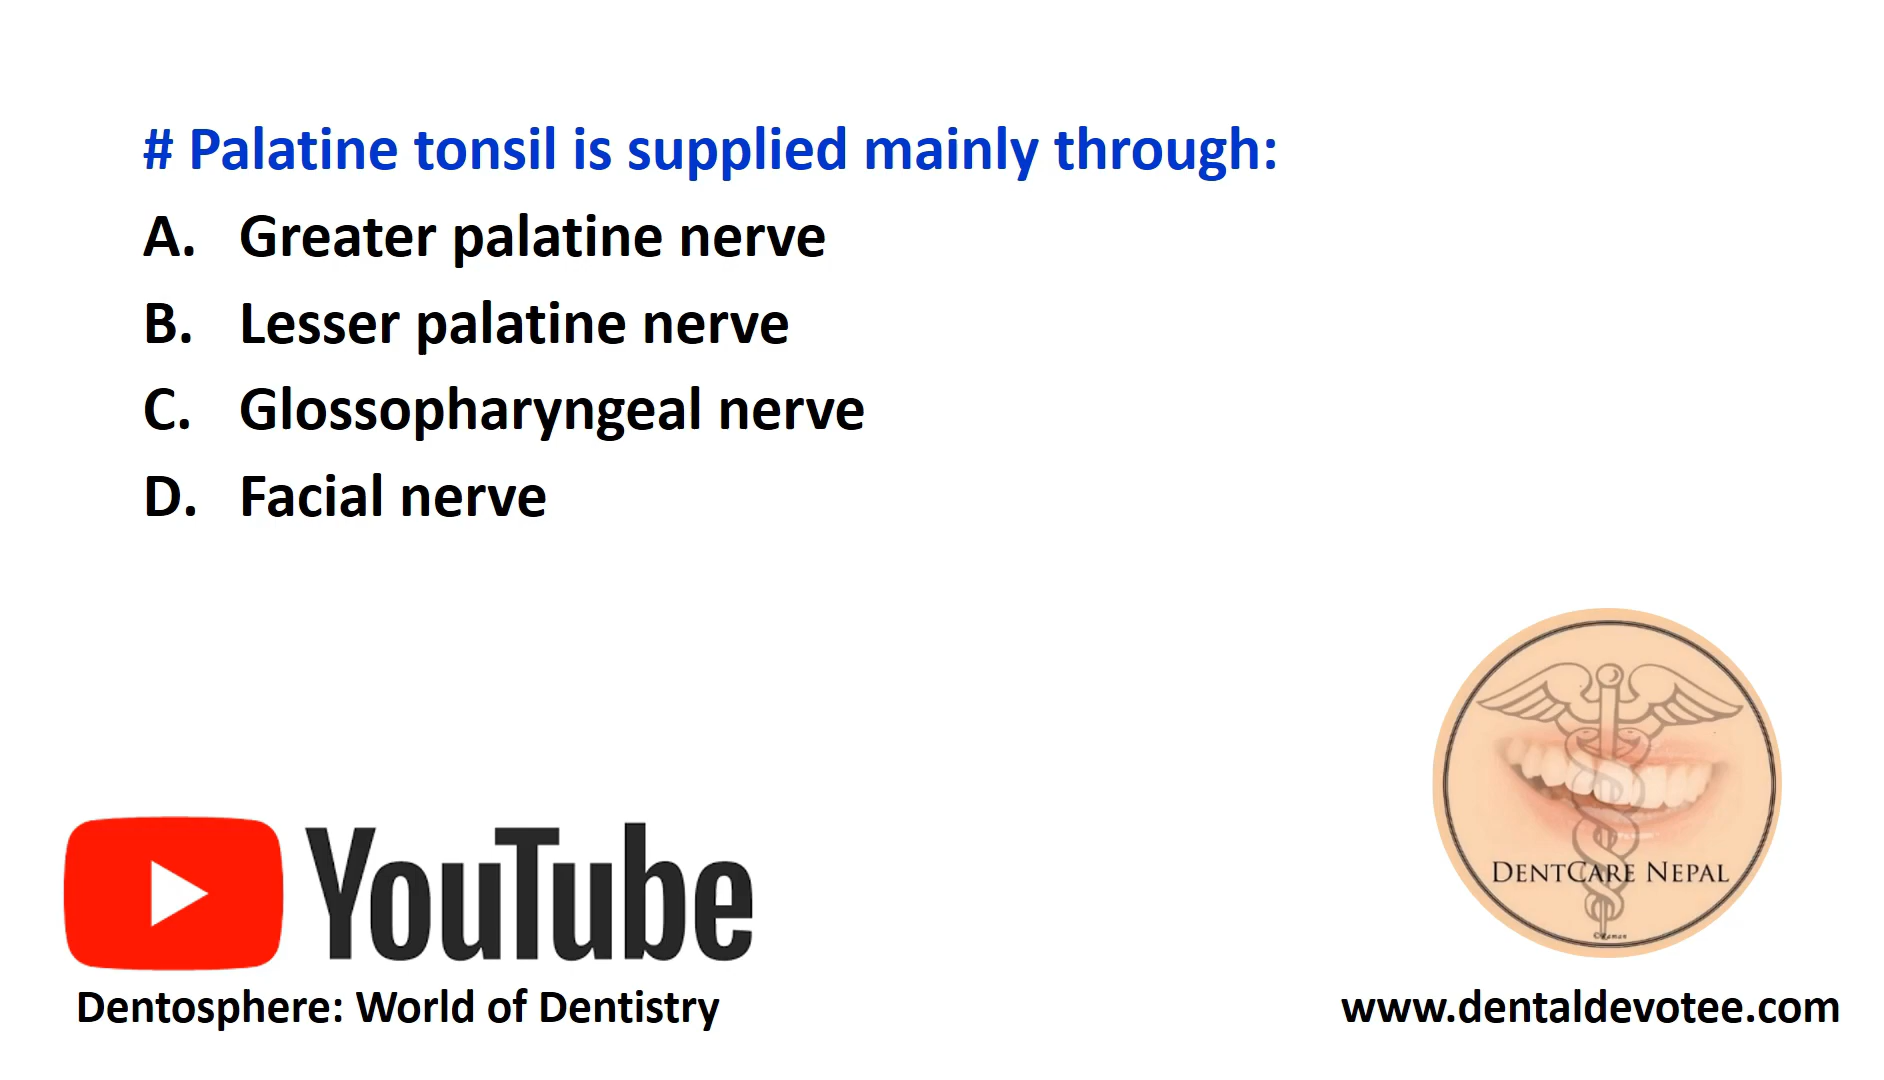 # Palatine tonsil is supplied mainly through:
A. Greater palatine nerve
B. Lesser palatine nerve
C. Glossopharyngeal nerve
D. Facial nerve
DENTCARE NEPAL
YouTube
Dentosphere: World of Dentistry
www.dentaldevotee.com